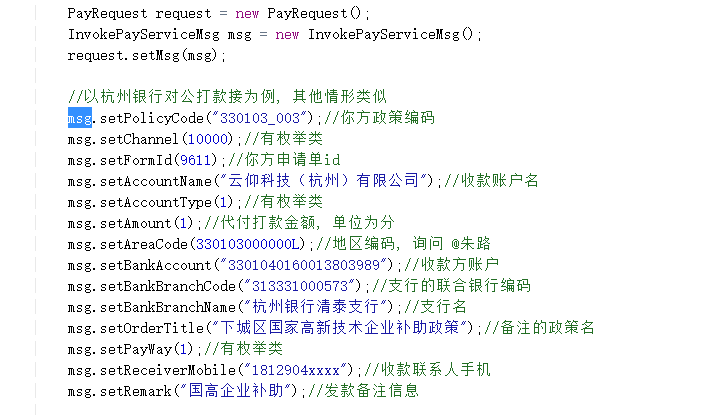 PayRequest request = new PayRequest();
InvokePayServiceMsg msg = new InvokePayServiceMsg();
request.setMsg(msg);
//以杭州银行对公打款接为例，其他情形类似
msg.setPolicyCode("330103_003");//你方政策编码
msg.setChannel(10000);//有枚举类
msg.setFormId(9611);//你方申请单id
msg.setAccountName("云仰科技（杭州）有限公司");//收款账户名
msg.setAccountType(1);//有枚举类
msg.setAmount(1);//代付打款金额，单位为分
msg.setAreaCode(330103000000L);//地区编码，询问 @朱路
msg.setBankAccount("3301040160013803989");//收款方账户
msg.setBankBranchCode("313331000573");//支行的联合银行编码
msg.setBankBranchName("杭州银行清泰支行");//支行名
msg.setOrderTitle("下城区国家高新技术企业补助政策");//备注的政策名
msg.setPayWay(1);//有枚举类
msg.setReceiverMobile("1812904xxxx");//收款联系人手机
msg.setRemark("国高企业补助");//发款备注信息